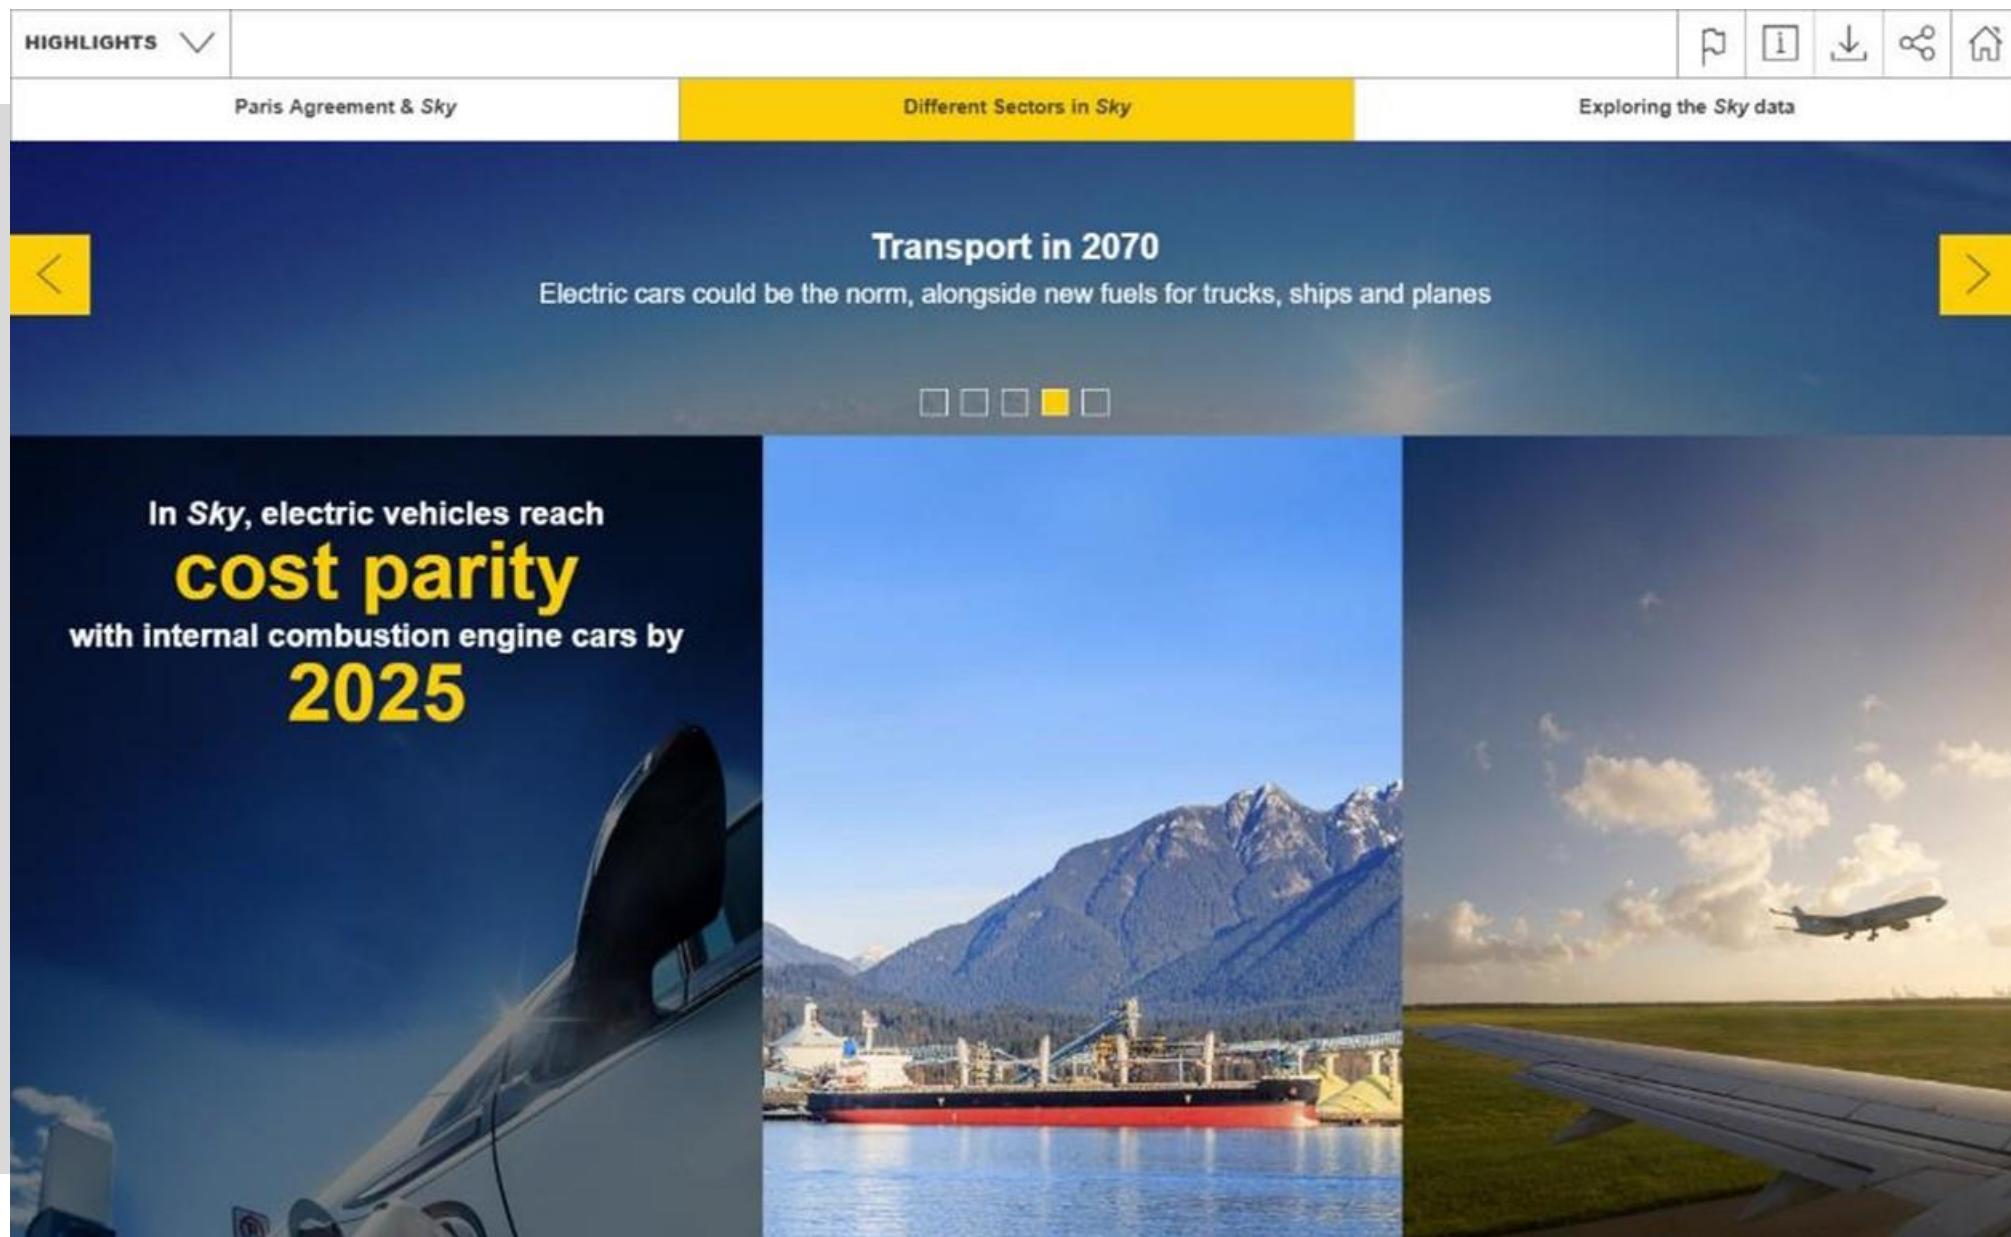 HIGHLIGHTS
Paris Agreement & Sky
Different Sectors in Sky
Exploring the Sky data
Transport in 2070
Electric cars could be the norm, alongside new fuels for trucks, ships and planes
In Sky, electric vehicles reach
cost parity
with internal combustion engine cars by
2025